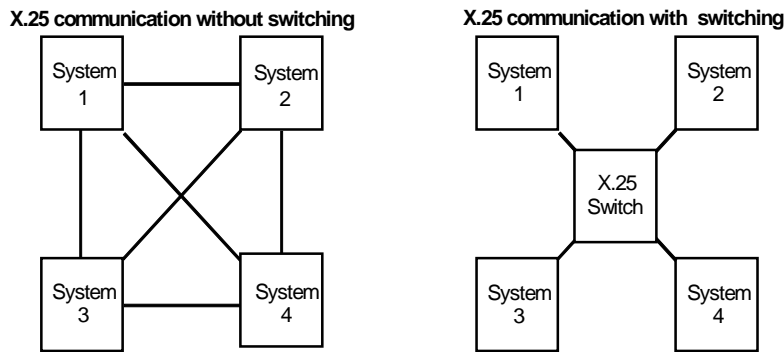 X.25 communication without switching
System
1
System
2
System
3
System
4
X.25 communication with switching
System
1
System
2
X.25
Switch
System
3
System
4